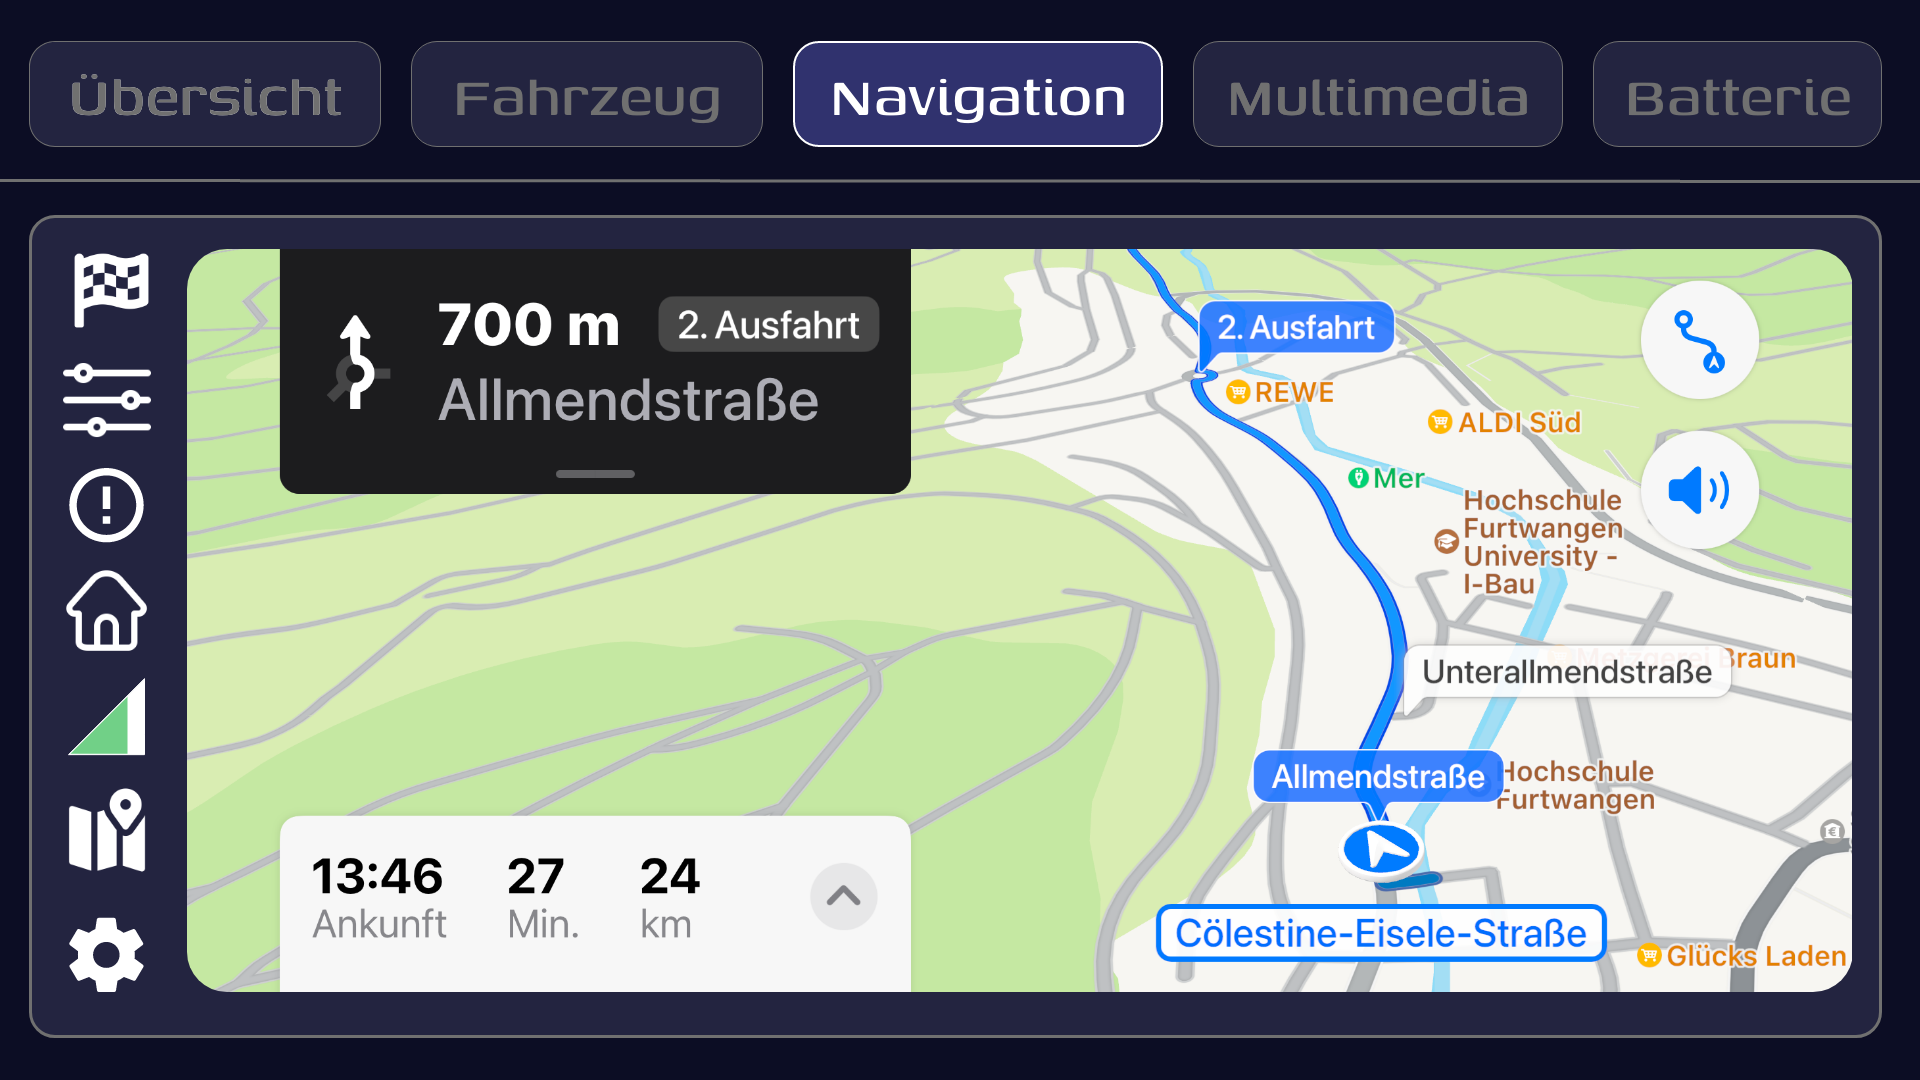 Übersicht
Fahrzeug
Navigation
Multimedia
Batterie
700 m
2. Ausfahrt
Allmendstraße
2. Ausfahrt
REWE
ALDI Süd
Mer
Hochschule
Furtwangen
University -
I-Bau
Metzgerei Braun
Unterallmendstraße
Allmendstraße
Hochschule
Furtwangen
Cölestine-Eisele-Straße
Glücks Laden
13:46
Ankunft
27
Min.
24
km